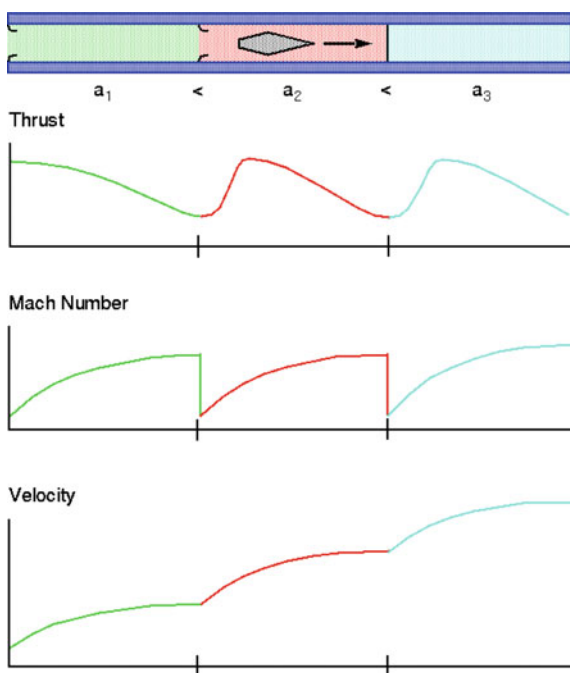 a₁ < a₂ < a₃
Thrust
Mach Number
Velocity